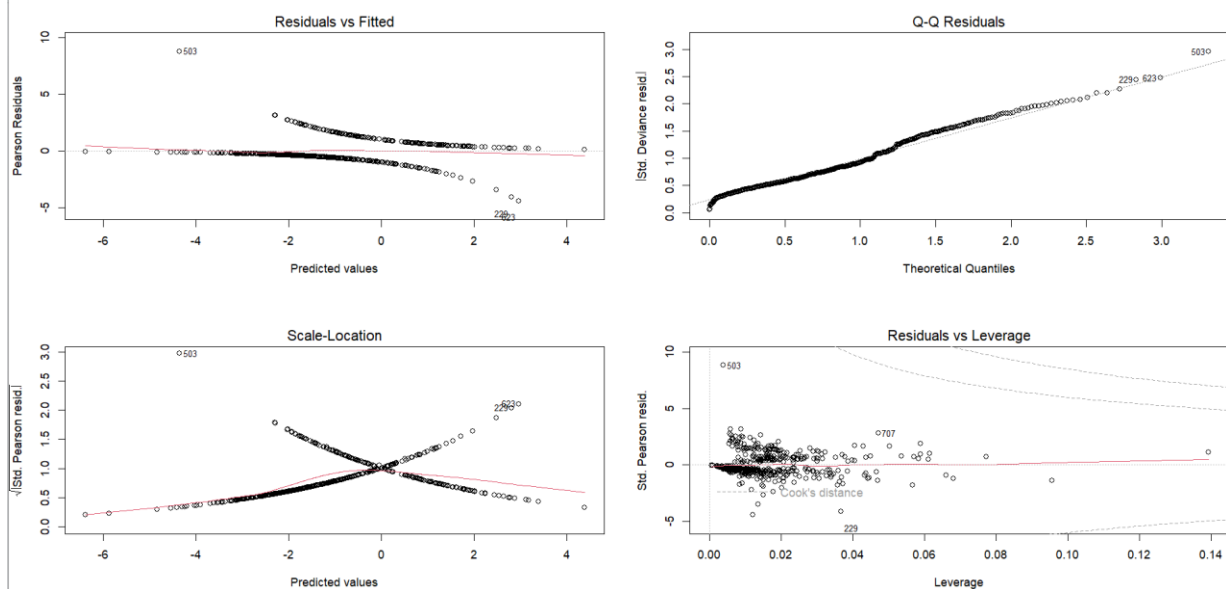 Residuals vs Fitted
Pearson Residuals
10
5
0
-5
503
229
623
-6 -4 -2 0 2 4
Predicted values
Q-Q Residuals
|Std. Deviance resid.|
3.0
2.5
2.0
1.5
1.0
0.5
0.0
503
229 623
0.0 0.5 1.0 1.5 2.0 2.5 3.0
Theoretical Quantiles
Scale-Location
√|Std. Pearson resid.|
3.0
2.5
2.0
1.5
1.0
0.5
0.0
503
623
229
-6 -4 -2 0 2 4
Predicted values
Residuals vs Leverage
Std. Pearson resid.
10
5
0
-5
503
707
Cook's distance
229
0.00 0.02 0.04 0.06 0.08 0.10 0.12 0.14
Leverage